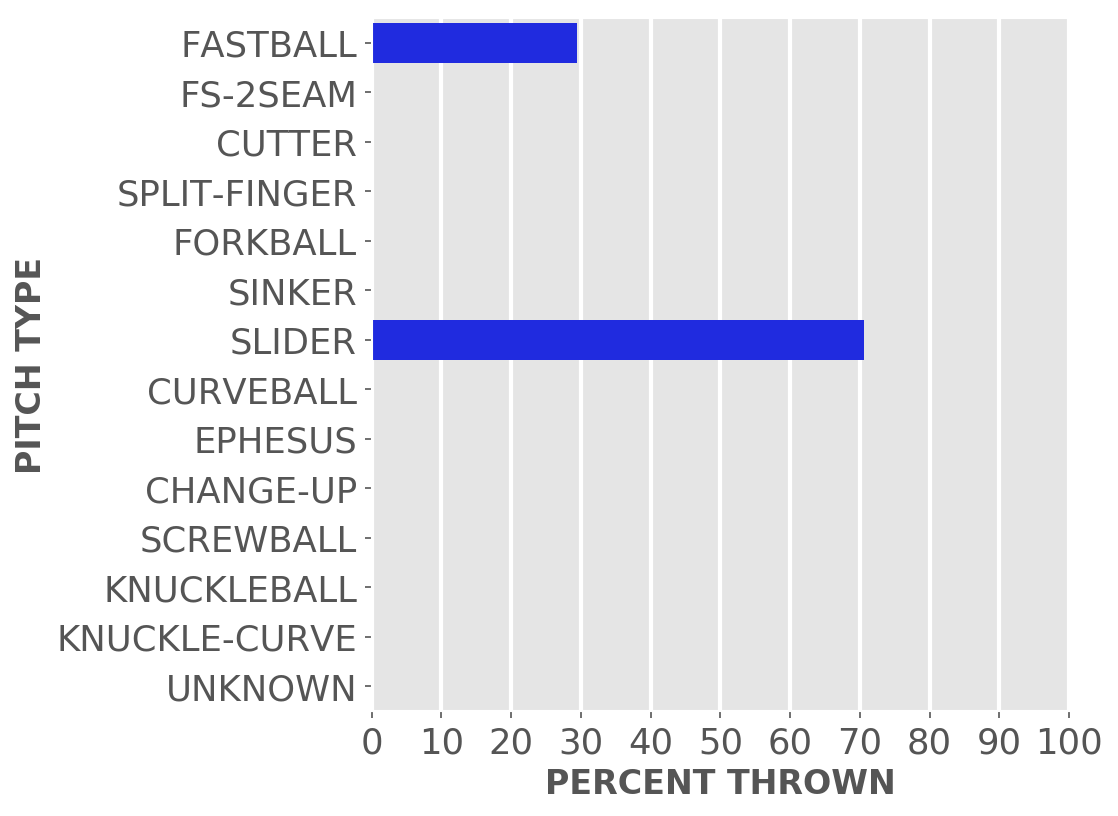 FASTBALL
FS-2SEAM
CUTTER
SPLIT-FINGER
FORKBALL
SINKER
SLIDER
CURVEBALL
EPHESUS
CHANGE-UP
SCREWBALL
KNUCKLEBALL
KNUCKLE-CURVE
UNKNOWN
PITCH TYPE
0 10 20 30 40 50 60 70 80 90 100
PERCENT THROWN